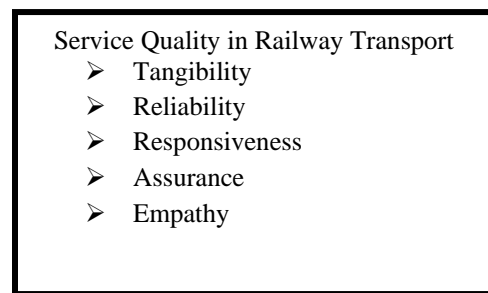 Service Quality in Railway Transport
➢ Tangibility
➢ Reliability
➢ Responsiveness
➢ Assurance
➢ Empathy